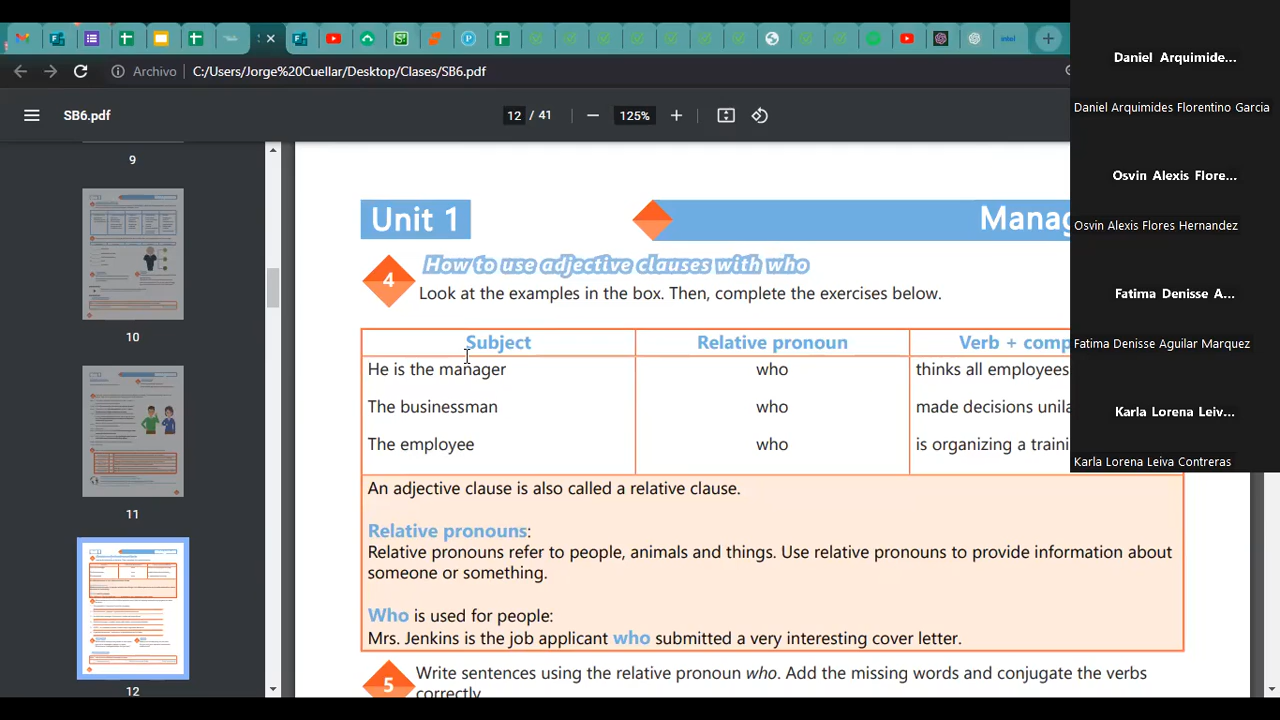 Archivo
C:/Users/Jorge%20Cuellar/Desktop/Clases/SB6.pdf
SB6.pdf
12 / 41
125%
9
10
11
12
Unit 1
Manag
4
How to use adjective clauses with who
Look at the examples in the box. Then, complete the exercises below.
Subject
Relative pronoun
Verb + comp
He is the manager
who
thinks all employees
The businessman
who
made decisions unila
The employee
who
is organizing a traini
An adjective clause is also called a relative clause.
Relative pronouns:
Relative pronouns refer to people, animals and things. Use relative pronouns to provide information about
someone or something.
Who is used for people:
Mrs. Jenkins is the job applicant who submitted a very interesting cover letter.
5
Write sentences using the relative pronoun who. Add the missing words and conjugate the verbs
correctly
Daniel Arquimide...
Daniel Arquimides Florentino Garcia
Osvin Alexis Flore...
Osvin Alexis Flores Hernandez
Fatima Denisse A...
Fatima Denisse Aguilar Marquez
Karla Lorena Leiv...
Karla Lorena Leiva Contreras